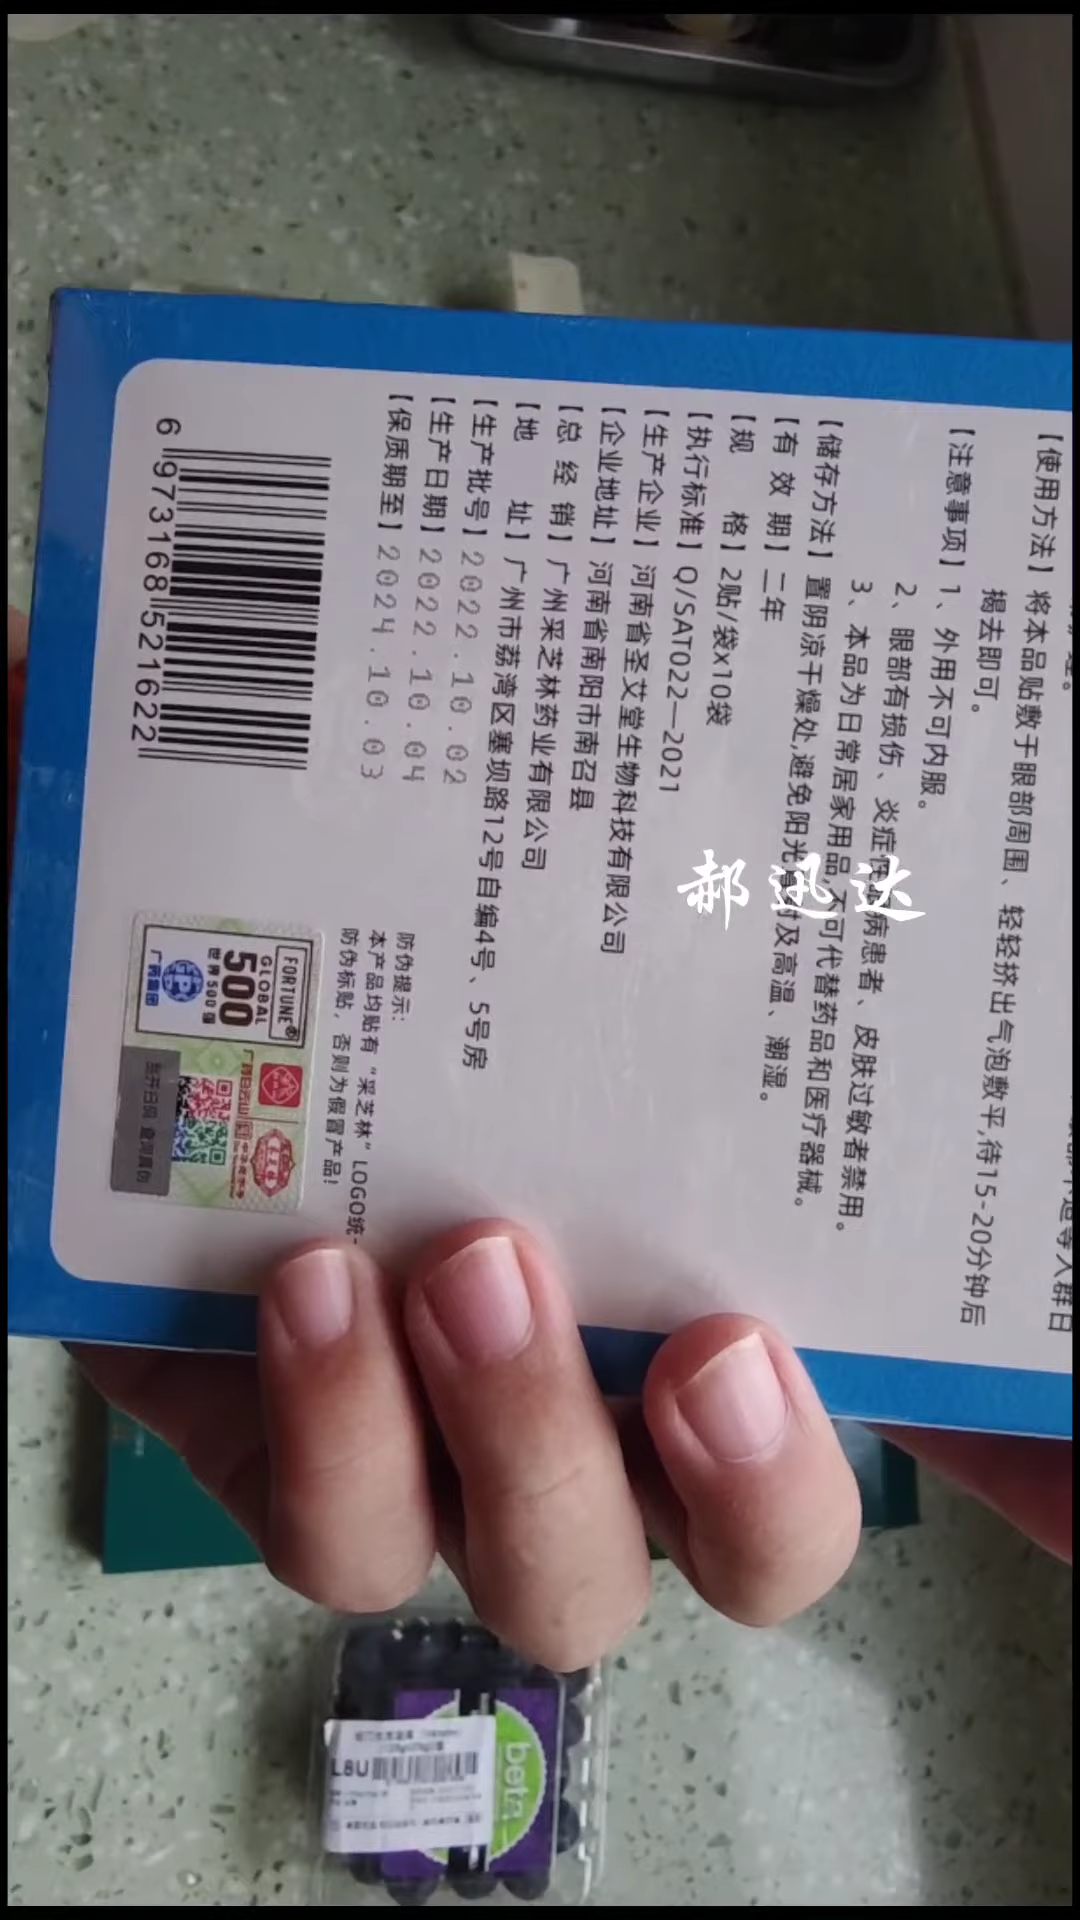 【使用方法】将本品贴敷于眼部周围、轻轻挤出气泡敷平,待15-20分钟后
揭去即可。
【注意事项】1、外用不可内服。
2、眼部有损伤、炎症性 病患者、皮肤过敏者禁用。
3、本品为日常居家用品,不可代替药品和医疗器械。
【储存方法】置阴凉干燥处,避免阳光 射及高温、潮湿。
【有 效 期】二年
【规 格】2贴/袋x10袋
【执行标准】Q/SAT022—2021
【生产企业】河南省圣艾堂生物科技有限公司
【企业地址】河南省南阳市南召县
【总 经 销】广州采芝林药业有限公司
【地 址】广州市荔湾区塞坝路12号自编4号、5号房
【生产批号】2022.10.02
【生产日期】2022.10.04
【保质期至】2024.10.03
6 973168 521622
防伪提示:
本产品均贴有“采芝林”LOGO统一
防伪标贴，否则为假冒产品!
FORTUNE®
GLOBAL
500
世界500强
广药集团
广药白云山
郝迅达
beta
L8U